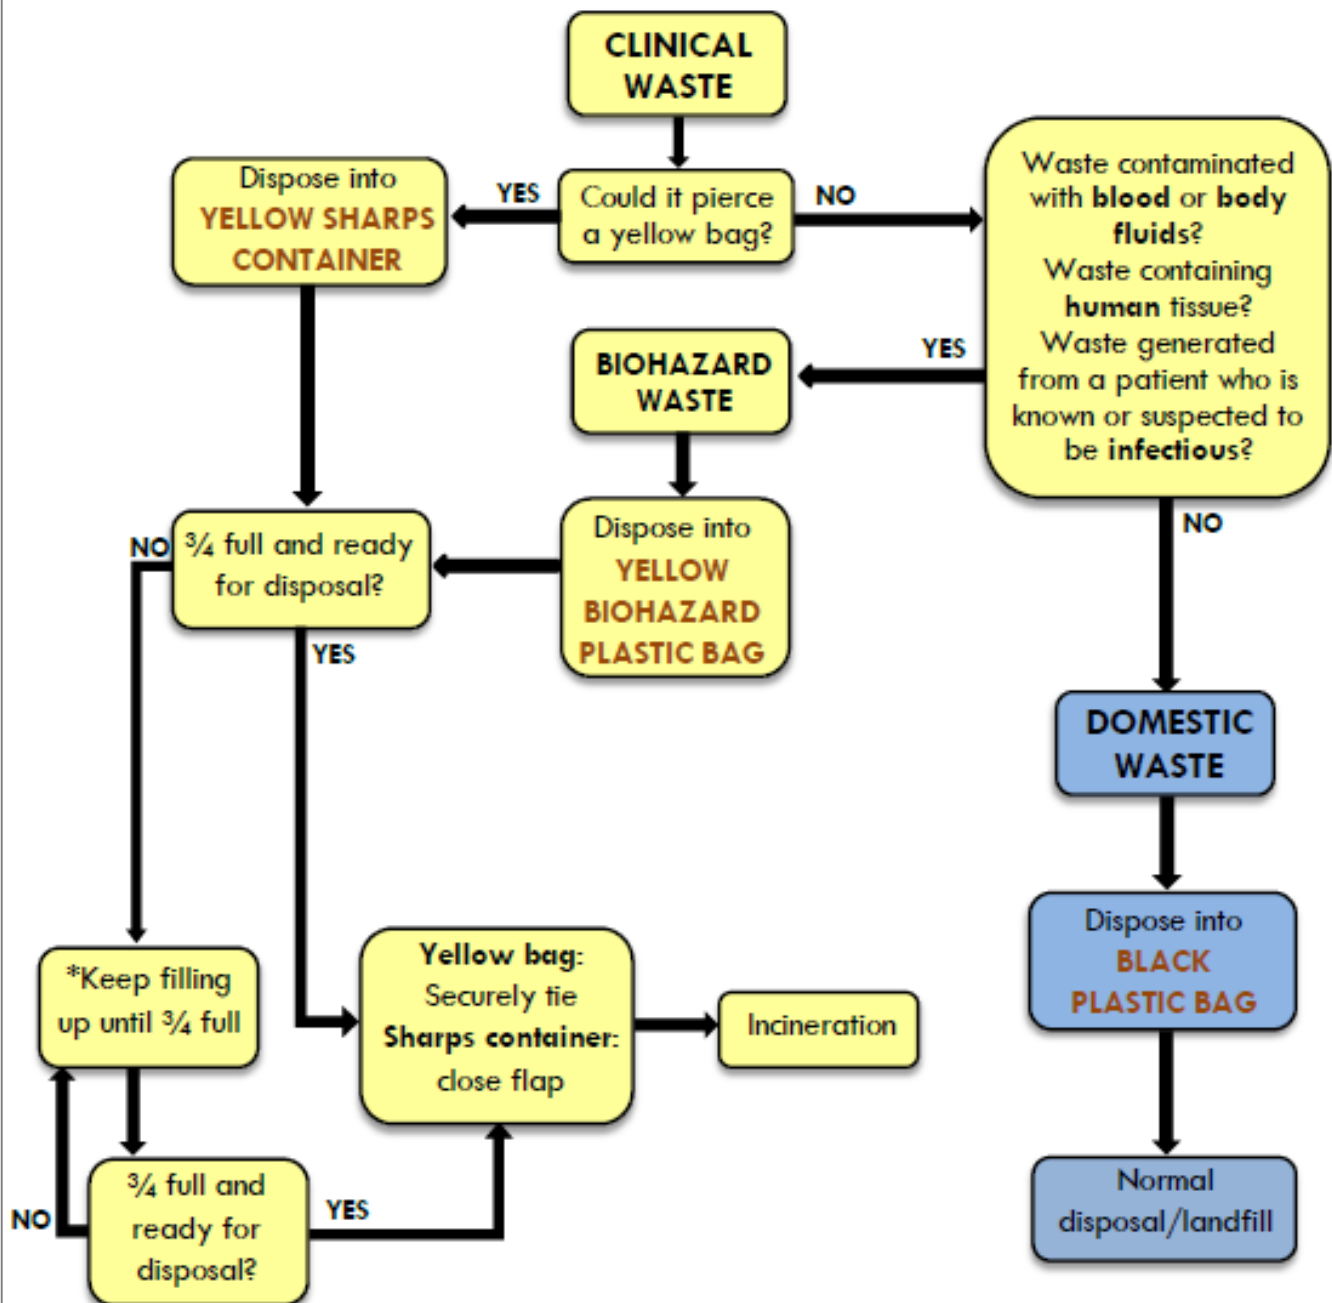 CLINICAL
WASTE
Could it pierce
a yellow bag?
YES
NO
Dispose into
YELLOW SHARPS
CONTAINER
Waste contaminated
with blood or body
fluids?
Waste containing
human tissue?
Waste generated
from a patient who is
known or suspected to
be infectious?
YES
BIOHAZARD
WASTE
Dispose into
YELLOW
BIOHAZARD
PLASTIC BAG
NO
¾ full and ready
for disposal?
NO
YES
DOMESTIC
WASTE
Dispose into
BLACK
PLASTIC BAG
Normal
disposal/landfill
*Keep filling
up until ¾ full
Yellow bag:
Securely tie
Sharps container:
close flap
Incineration
¾ full and
ready for
disposal?
NO
YES